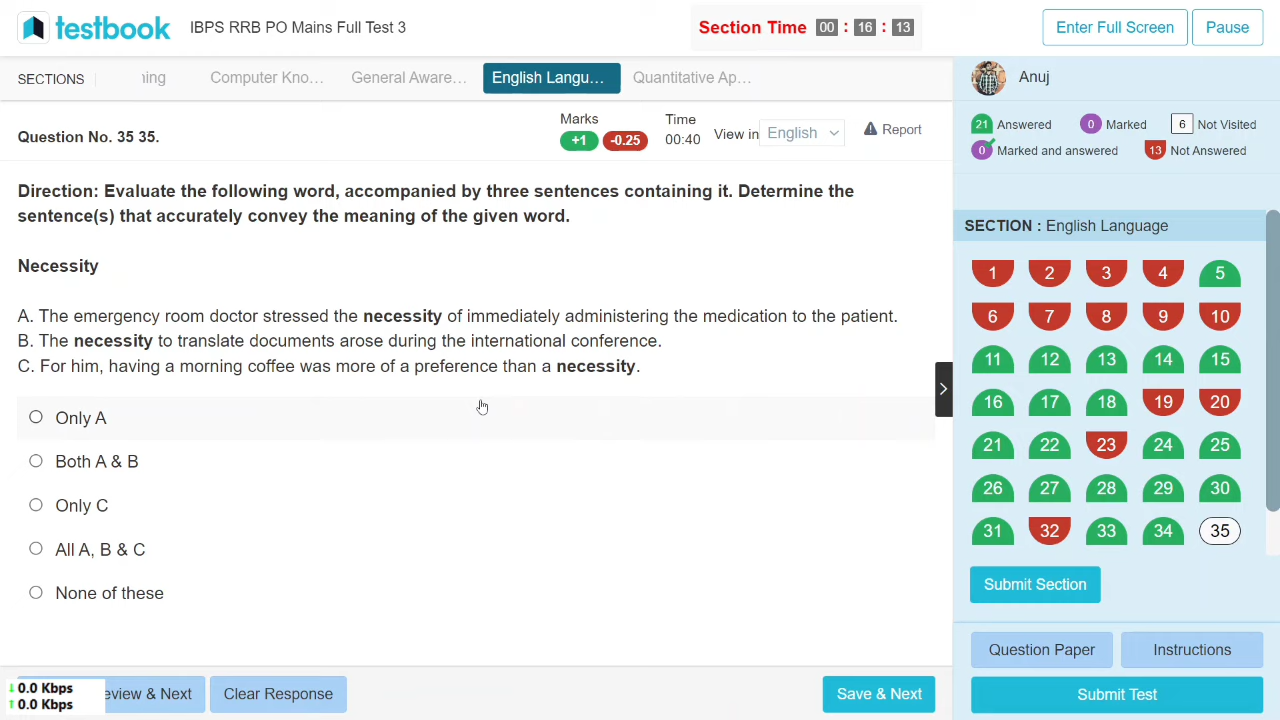 testbook
IBPS RRB PO Mains Full Test 3
Section Time 00 : 16 : 13
Enter Full Screen
Pause
SECTIONS
ning
Computer Kno...
General Aware...
English Langu...
Quantitative Ap...
Anuj
Question No. 35 35.
Marks
+1 -0.25
Time
00:40
View in English
Report
21 Answered
0 Marked
6 Not Visited
0 Marked and answered
13 Not Answered
Direction: Evaluate the following word, accompanied by three sentences containing it. Determine the
sentence(s) that accurately convey the meaning of the given word.
Necessity
A. The emergency room doctor stressed the necessity of immediately administering the medication to the patient.
B. The necessity to translate documents arose during the international conference.
C. For him, having a morning coffee was more of a preference than a necessity.
Only A
Both A & B
Only C
All A, B & C
None of these
SECTION : English Language
1 2 3 4 5
6 7 8 9 10
11 12 13 14 15
16 17 18 19 20
21 22 23 24 25
26 27 28 29 30
31 32 33 34 35
Submit Section
Question Paper
Instructions
Submit Test
0.0 Kbps
0.0 Kbps
eview & Next
Clear Response
Save & Next